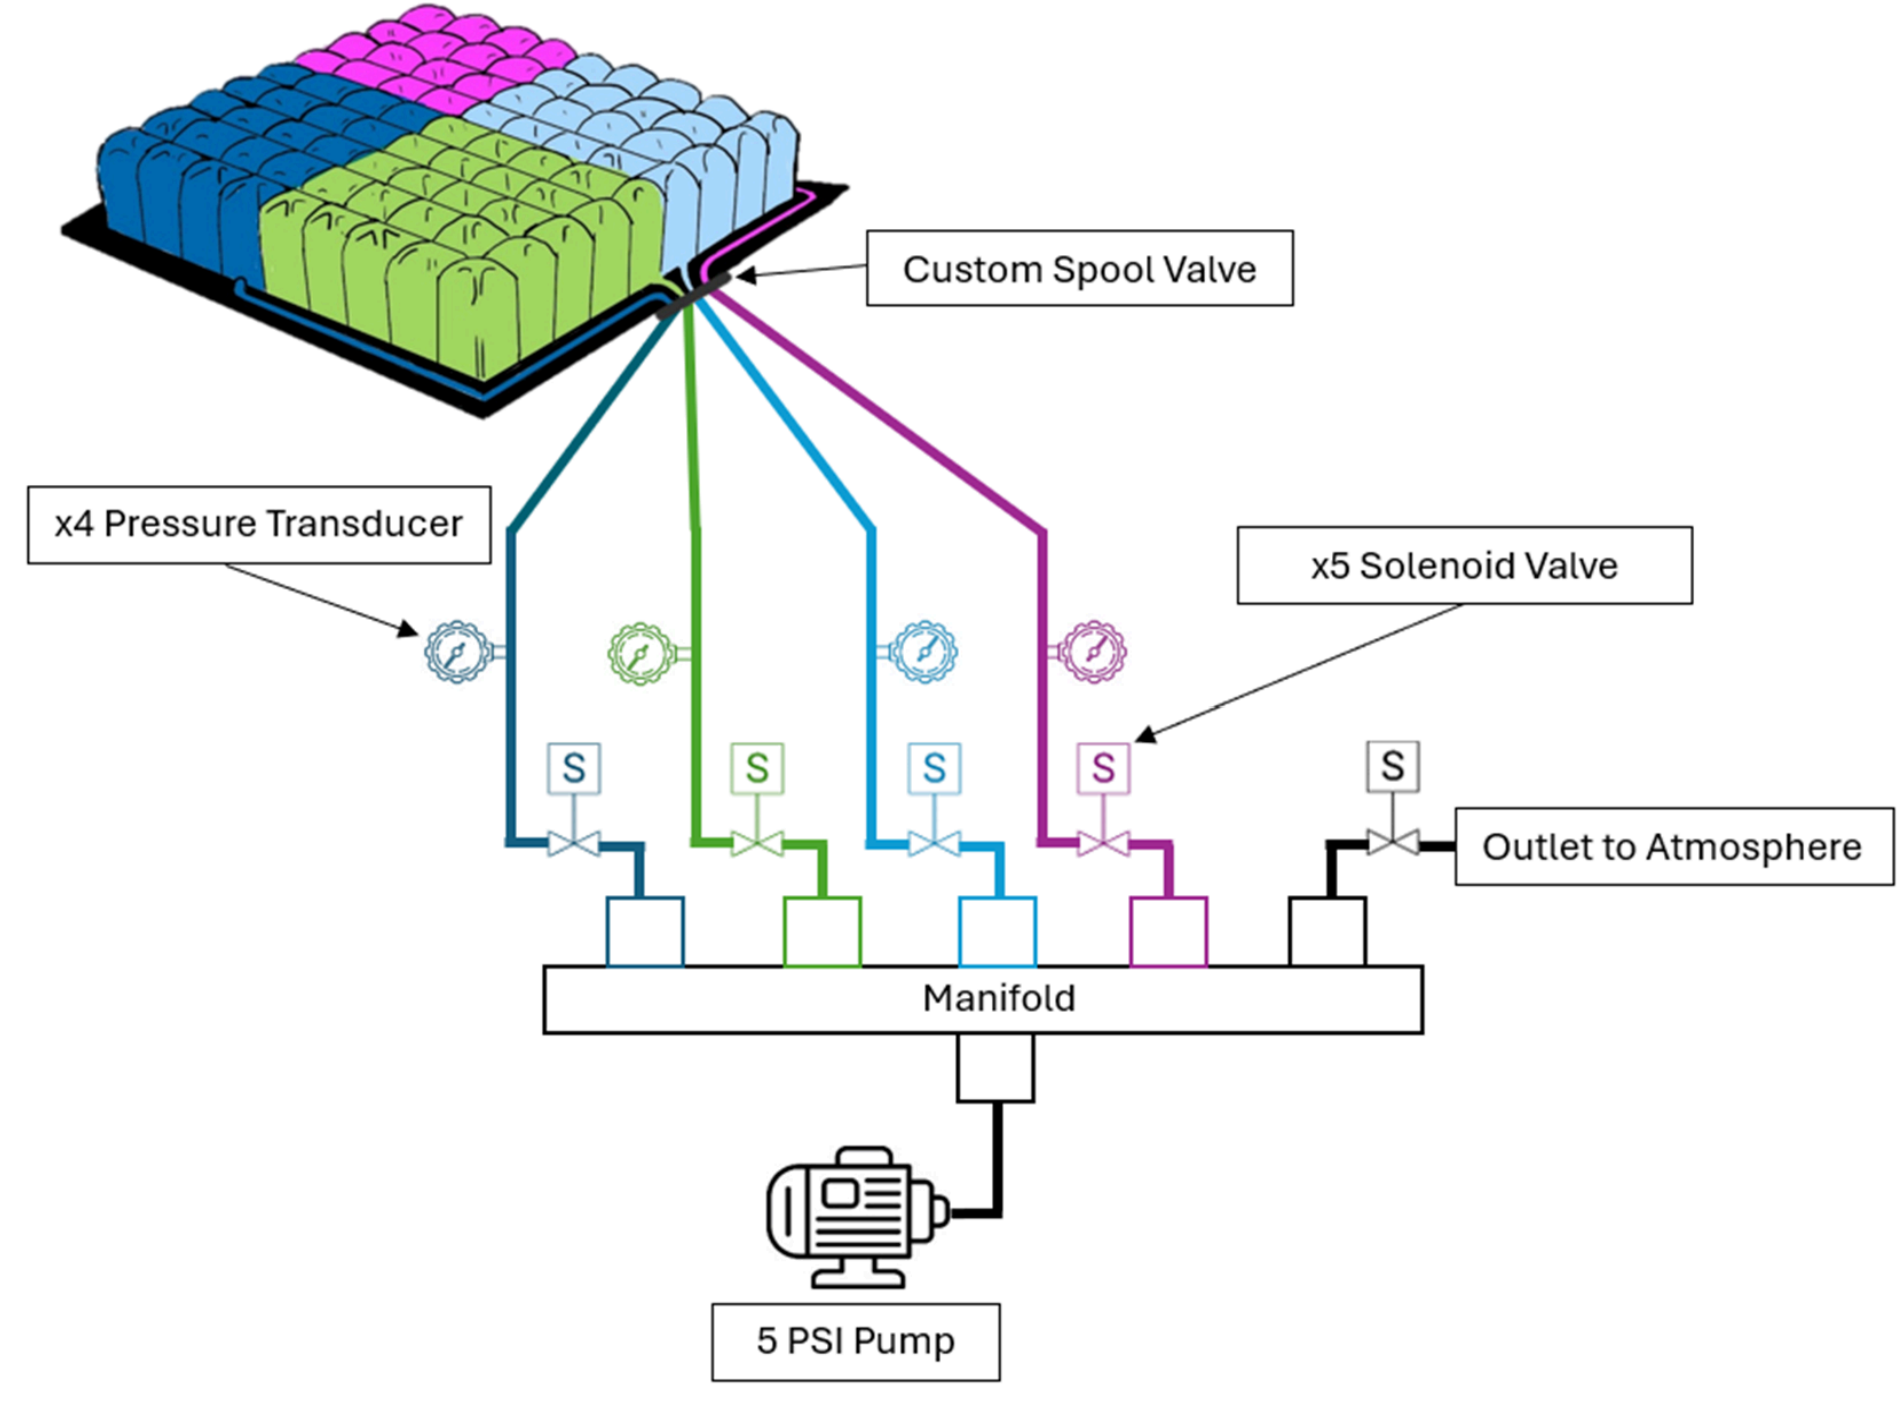 Custom Spool Valve
x4 Pressure Transducer
x5 Solenoid Valve
S
S
S
S
S
Outlet to Atmosphere
Manifold
5 PSI Pump